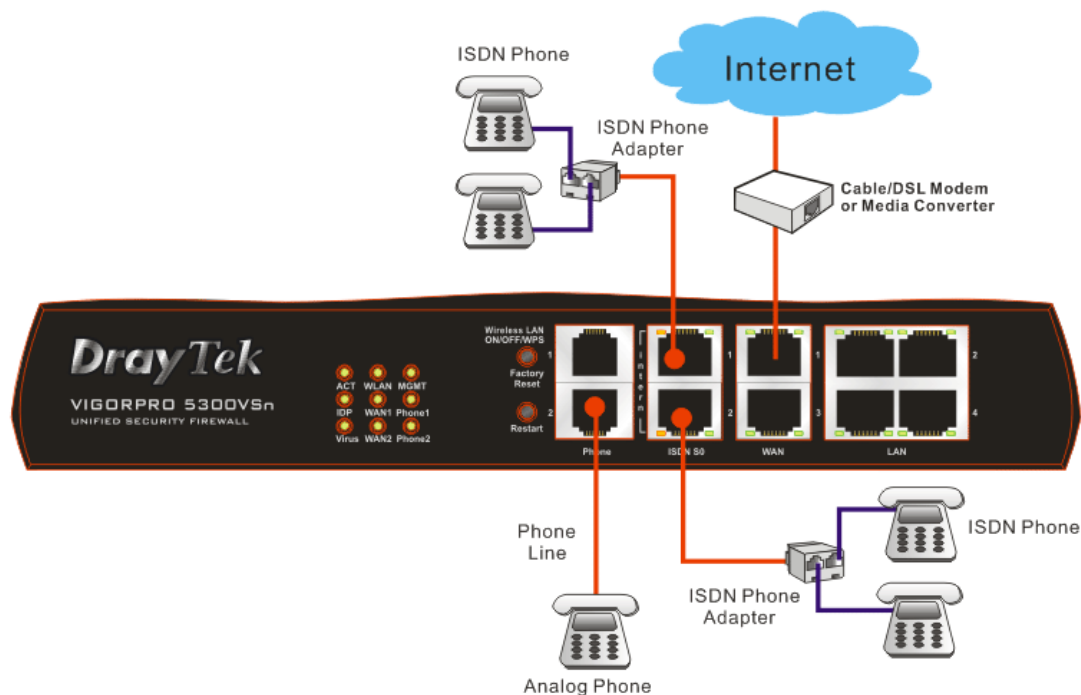 ISDN Phone
Internet
ISDN Phone
Adapter
Cable/DSL Modem
or Media Converter
DrayTek
VIGORPRO 5300VSn
UNIFIED SECURITY FIREWALL
ACT WLAN MGMT
IDP WAN1 Phone1
Virus WAN2 Phone2
Wireless LAN
ON/OFF/WPS
Factory
Reset
Restart
1
2
Phone
intern
1
2
ISDN S0
WAN
1
2
3
4
LAN
Phone
Line
ISDN Phone
ISDN Phone
Adapter
Analog Phone